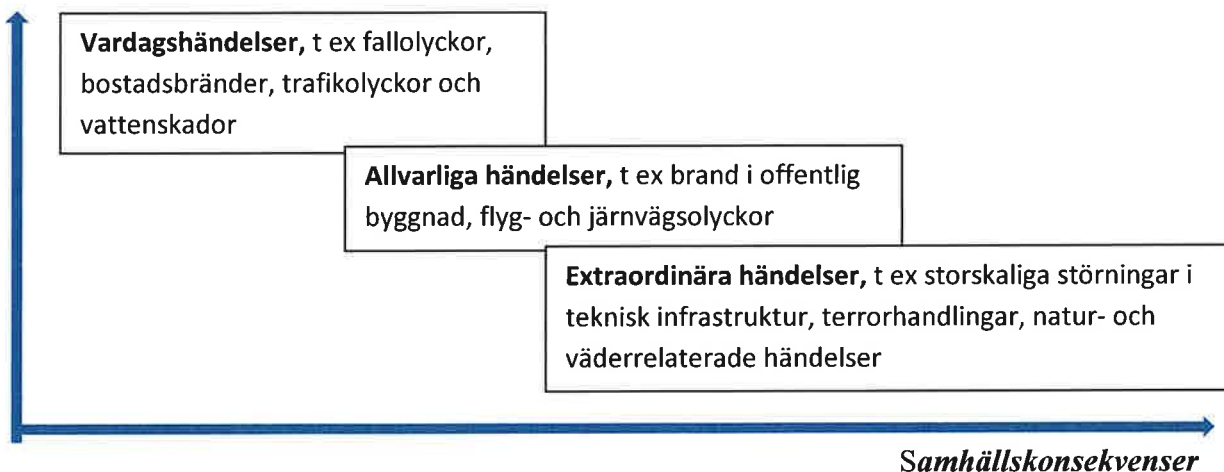 Vardagshändelser, t ex fallolyckor,
bostadsbränder, trafikolyckor och
vattenskador
Allvarliga händelser, t ex brand i offentlig
byggnad, flyg- och järnvägsolyckor
Extraordinära händelser, t ex storskaliga störningar i
teknisk infrastruktur, terrorhandlingar, natur- och
väderrelaterade händelser
Samhällskonsekvenser